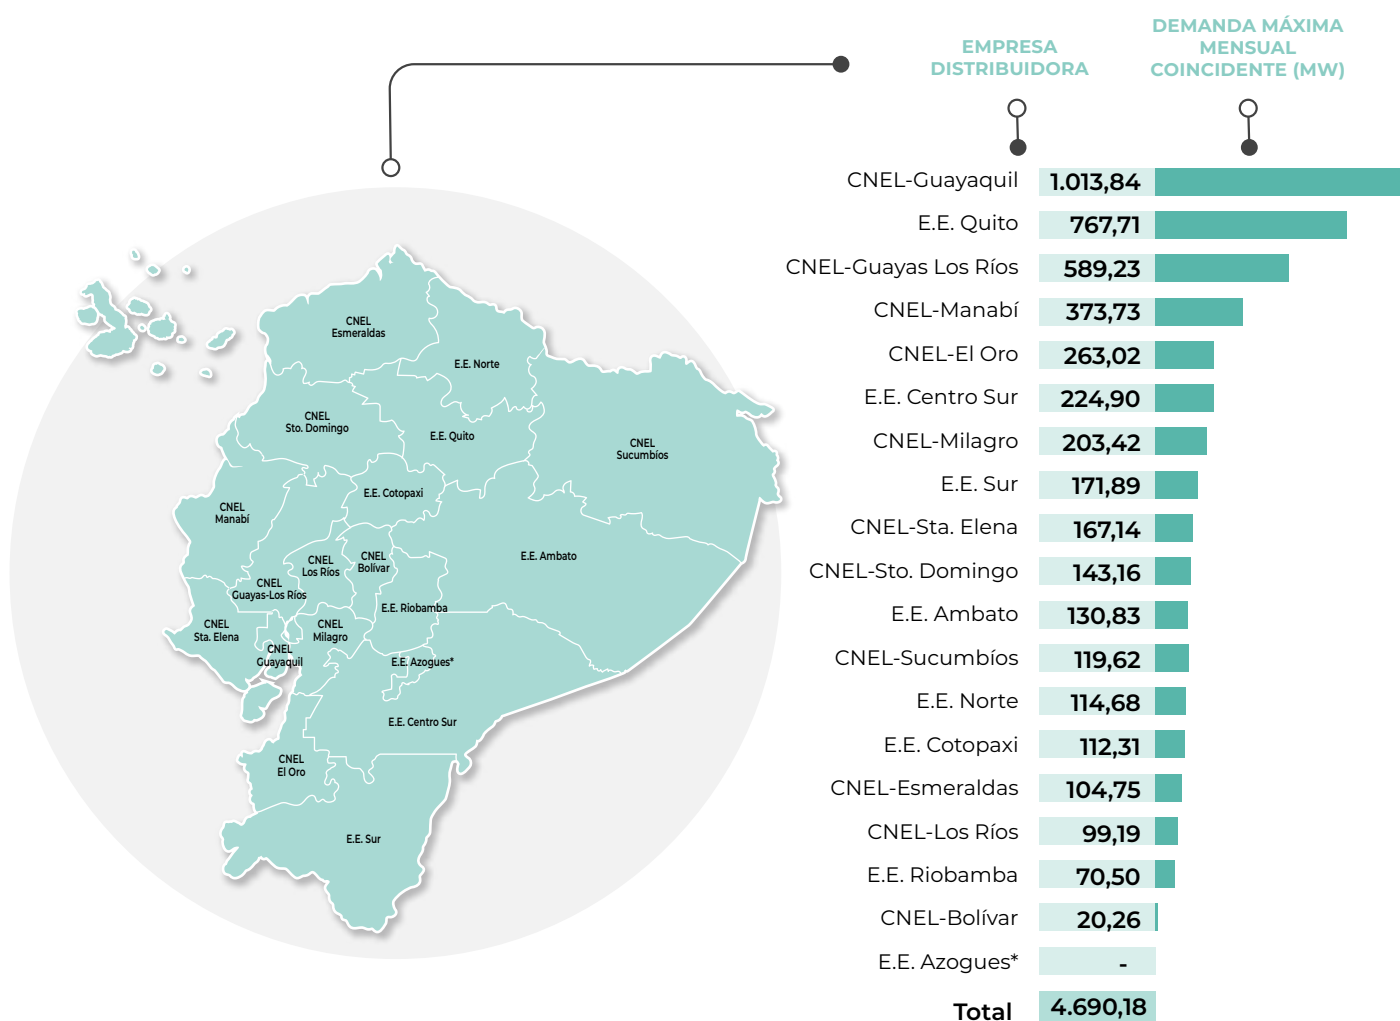 EMPRESA
DISTRIBUIDORA
DEMANDA MÁXIMA
MENSUAL
COINCIDENTE (MW)
CNEL-Guayaquil 1.013,84
E.E. Quito 767,71
CNEL-Guayas Los Ríos 589,23
CNEL-Manabí 373,73
CNEL-El Oro 263,02
E.E. Centro Sur 224,90
CNEL-Milagro 203,42
E.E. Sur 171,89
CNEL-Sta. Elena 167,14
CNEL-Sto. Domingo 143,16
E.E. Ambato 130,83
CNEL-Sucumbíos 119,62
E.E. Norte 114,68
E.E. Cotopaxi 112,31
CNEL-Esmeraldas 104,75
CNEL-Los Ríos 99,19
E.E. Riobamba 70,50
CNEL-Bolívar 20,26
E.E. Azogues* -
Total 4.690,18
CNEL
Esmeraldas
E.E. Norte
CNEL
Sto. Domingo
E.E. Quito
CNEL
Sucumbíos
E.E. Cotopaxi
CNEL
Manabí
CNEL
Los Ríos
CNEL
Bolívar
E.E. Ambato
CNEL
Guayas-Los Ríos
E.E. Riobamba
CNEL
Sta. Elena
CNEL
Milagro
CNEL
Guayaquil
E.E. Azogues*
E.E. Centro Sur
CNEL
El Oro
E.E. Sur